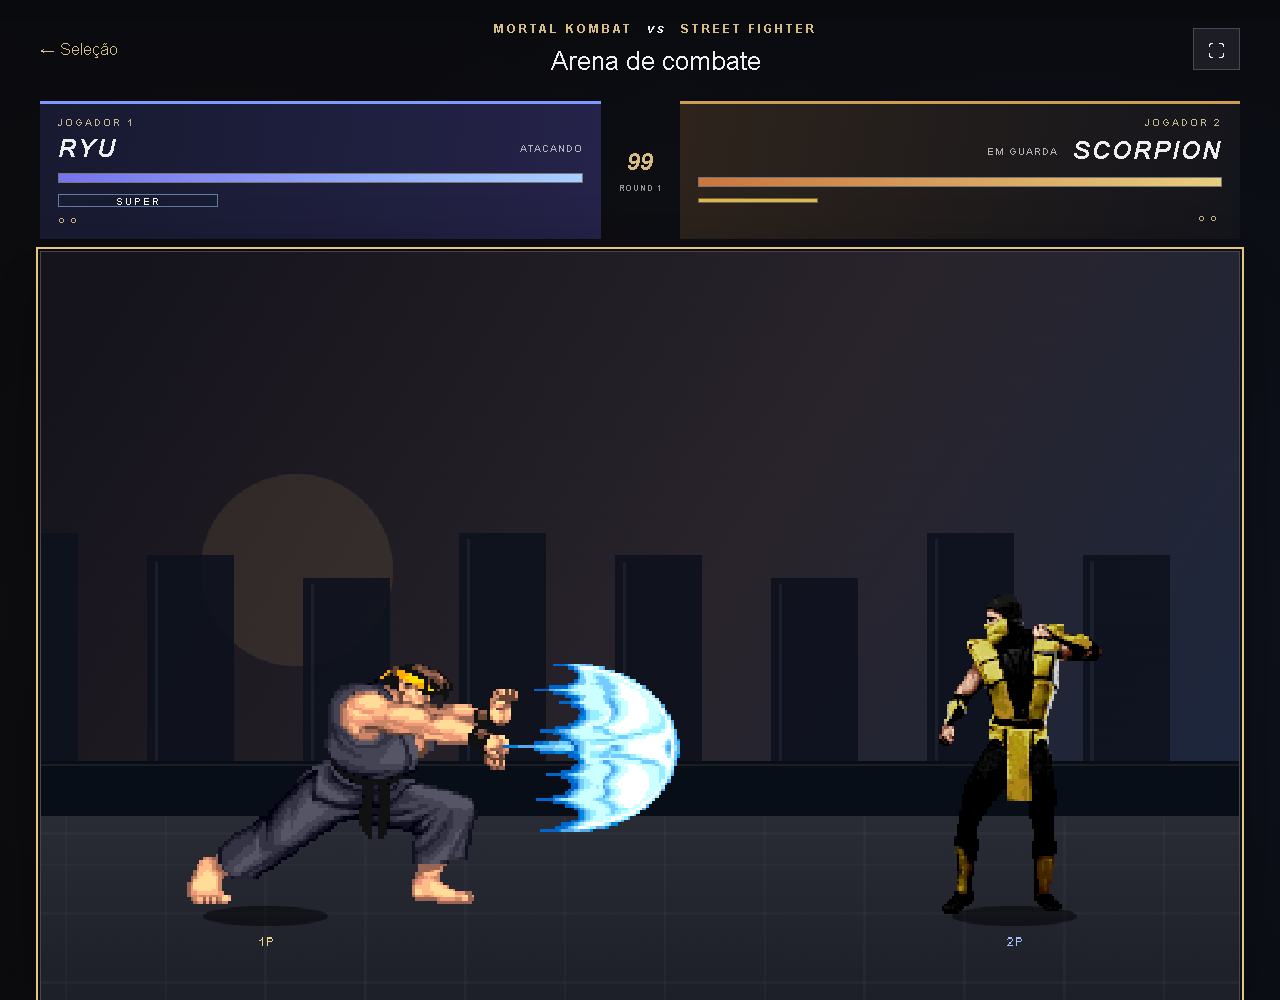 MORTAL KOMBAT VS STREET FIGHTER
← Seleção
Arena de combate
JOGADOR 1
RYU
ATACANDO
SUPER
99
ROUND 1
JOGADOR 2
EM GUARDA
SCORPION
1P
2P